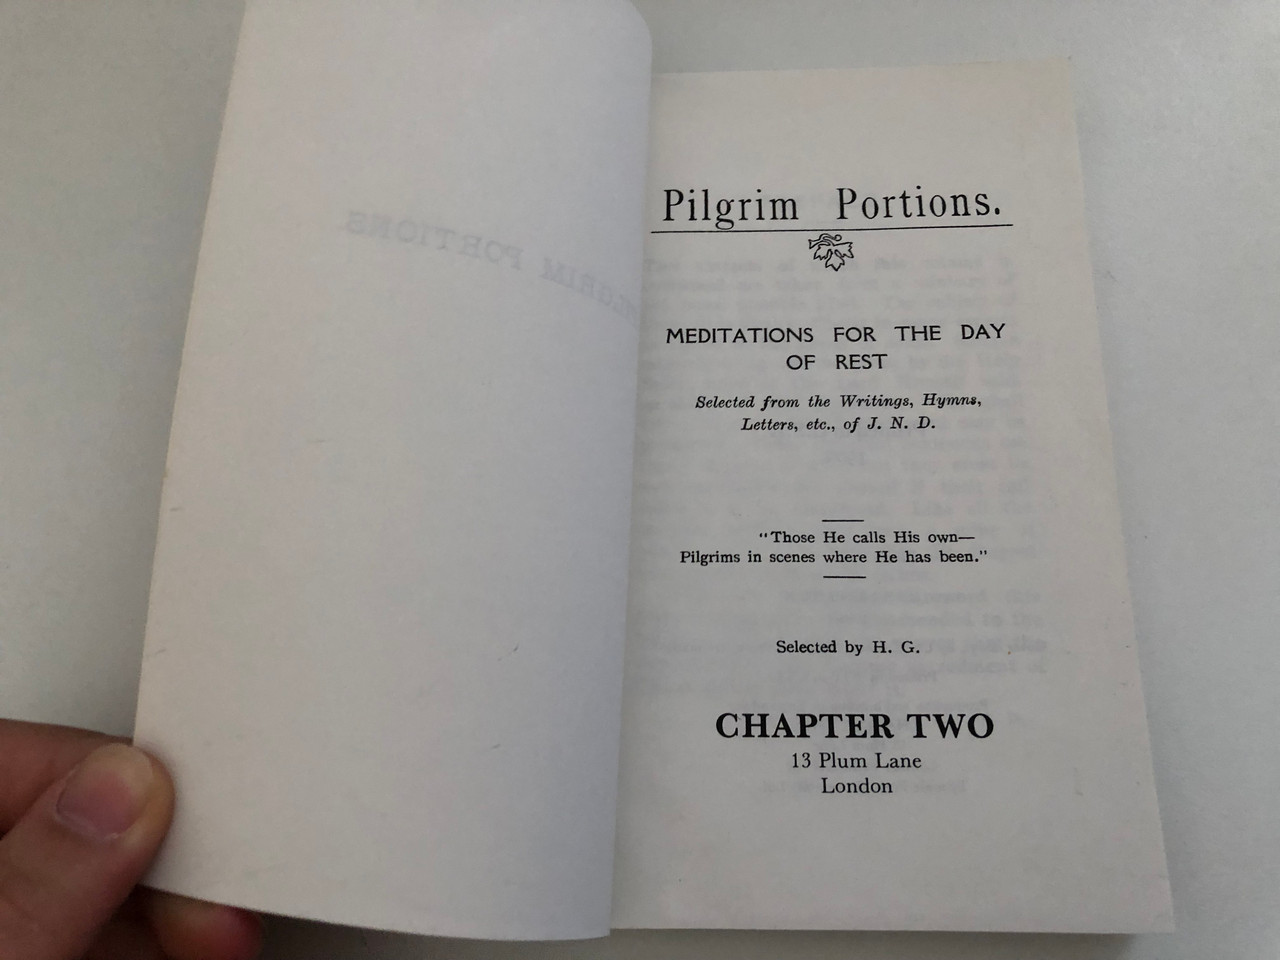 Pilgrim Portions.
MEDITATIONS FOR THE DAY
OF REST
Selected from the Writings, Hymns,
Letters, etc., of J. N. D.
"Those He calls His own—
Pilgrims in scenes where He has been."
Selected by H. G.
CHAPTER TWO
13 Plum Lane
London